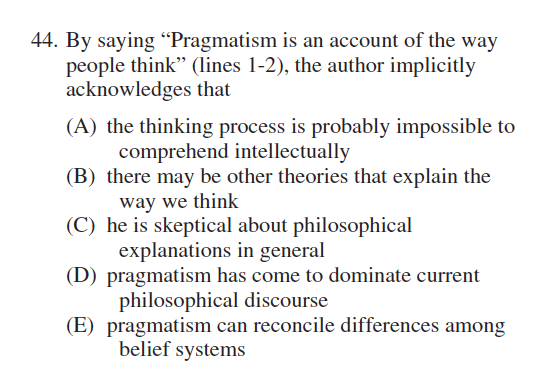 44. By saying “Pragmatism is an account of the way
people think” (lines 1-2), the author implicitly
acknowledges that
(A) the thinking process is probably impossible to
comprehend intellectually
(B) there may be other theories that explain the
way we think
(C) he is skeptical about philosophical
explanations in general
(D) pragmatism has come to dominate current
philosophical discourse
(E) pragmatism can reconcile differences among
belief systems